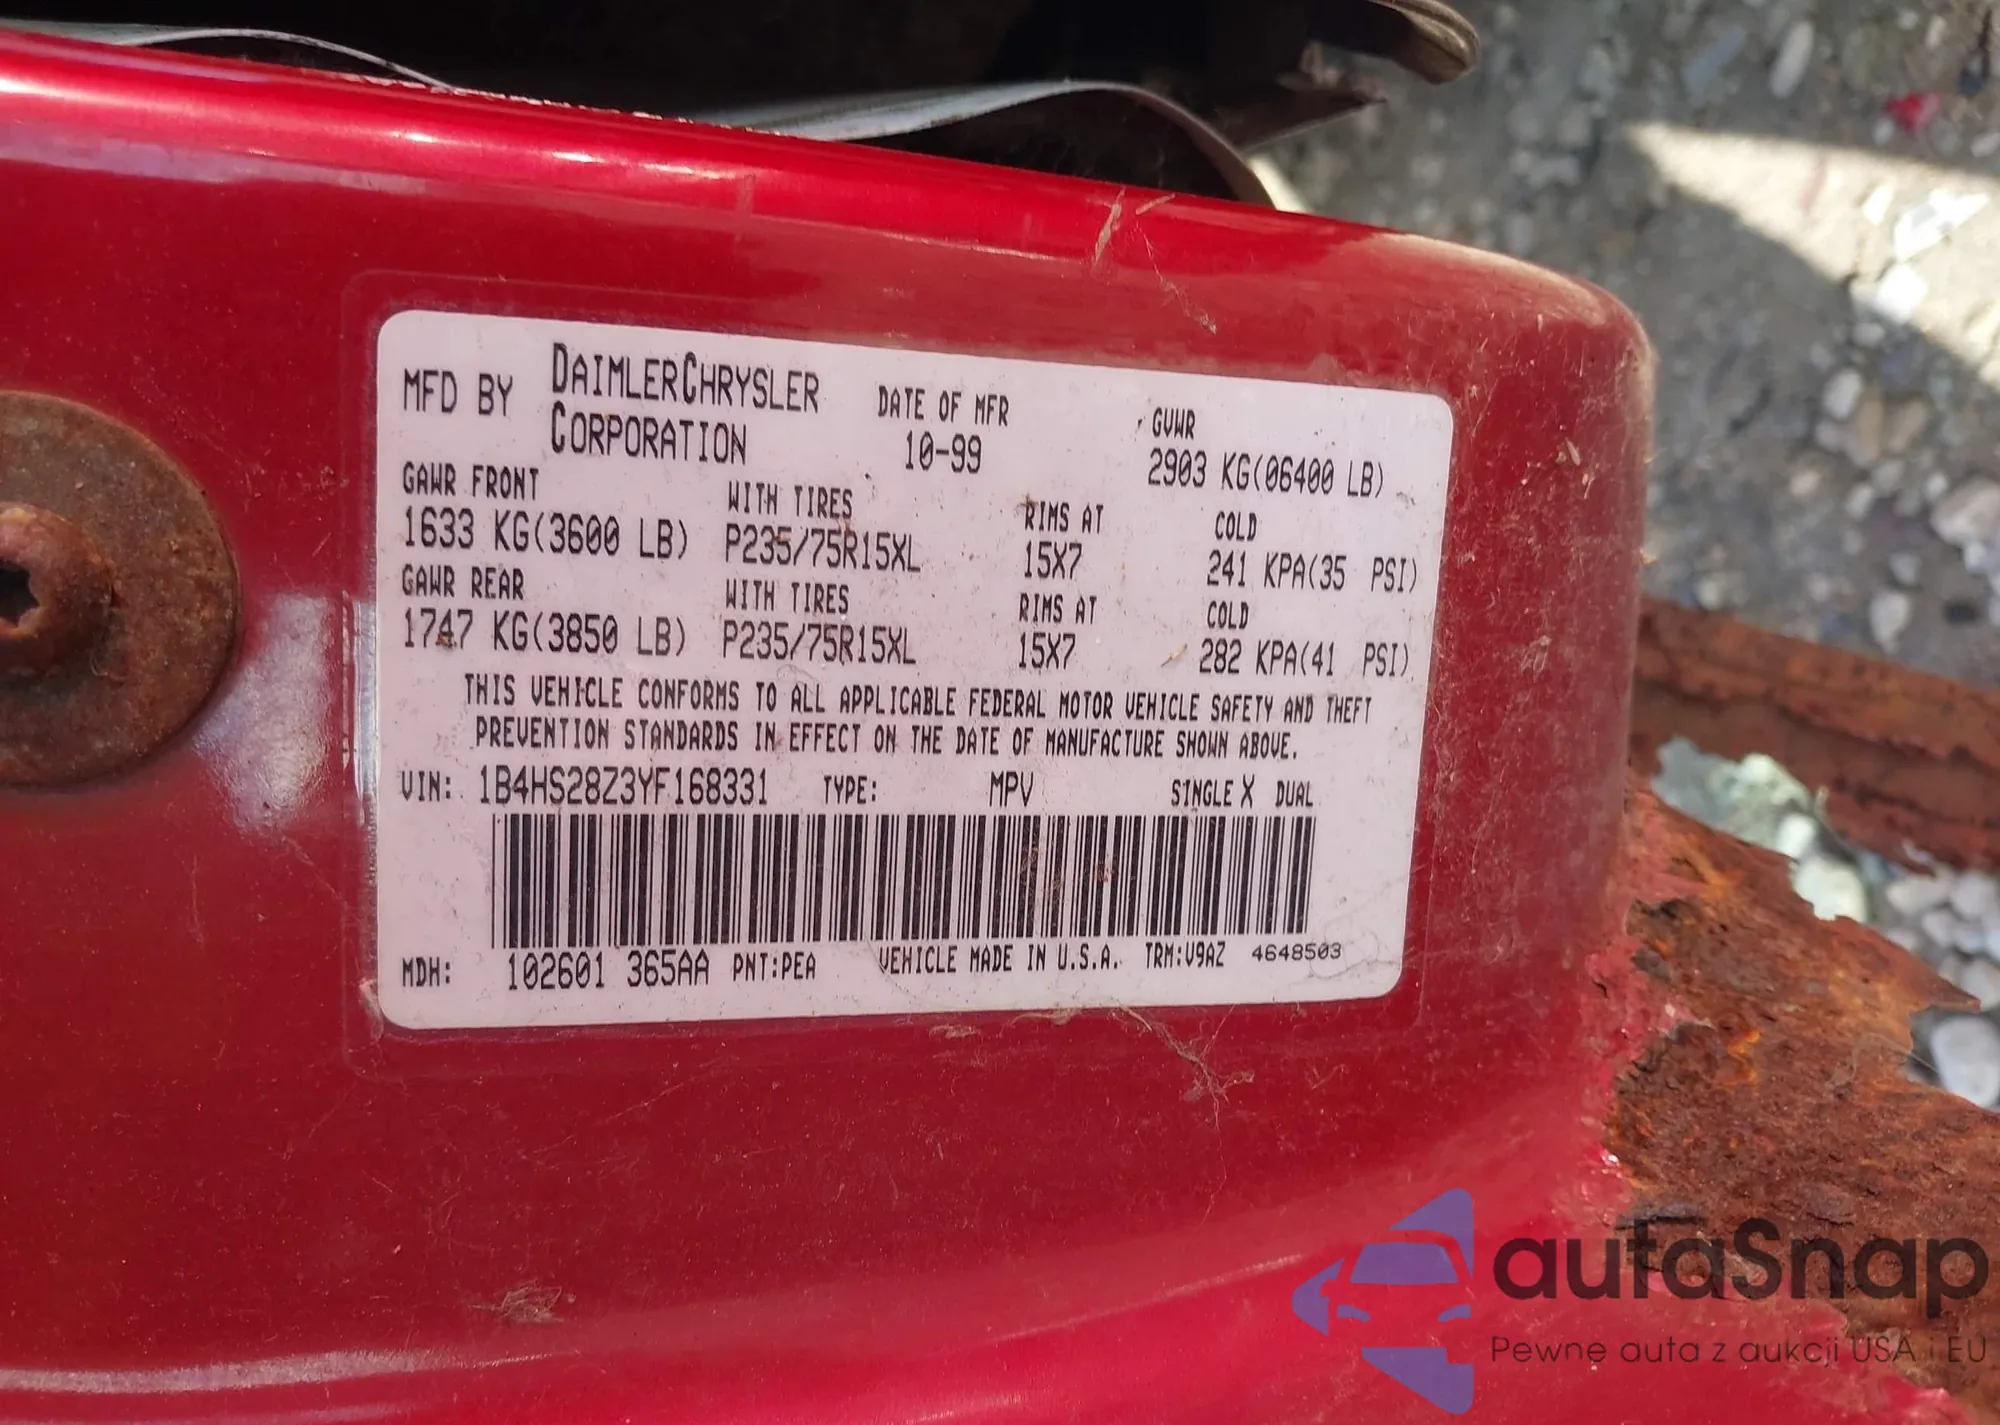 MFD BY DAIMLERCHRYSLER CORPORATION DATE OF MFR 10-99 GVWR 2903 KG(06400 LB)
GAWR FRONT WITH TIRES RIMS AT COLD
1633 KG(3600 LB) P235/75R15XL 15X7 241 KPA(35 PSI)
GAWR REAR WITH TIRES RIMS AT COLD
1747 KG(3850 LB) P235/75R15XL 15X7 282 KPA(41 PSI)
THIS VEHICLE CONFORMS TO ALL APPLICABLE FEDERAL MOTOR VEHICLE SAFETY AND THEFT
PREVENTION STANDARDS IN EFFECT ON THE DATE OF MANUFACTURE SHOWN ABOVE.
VIN: 1B4HS28Z3YF168331 TYPE: MPV SINGLE X DUAL
MDH: 102601 365AA PNT:PEA VEHICLE MADE IN U.S.A. TRM:V9AZ 4648503
autaSnap
Pewne auta z aukcji USA i EU